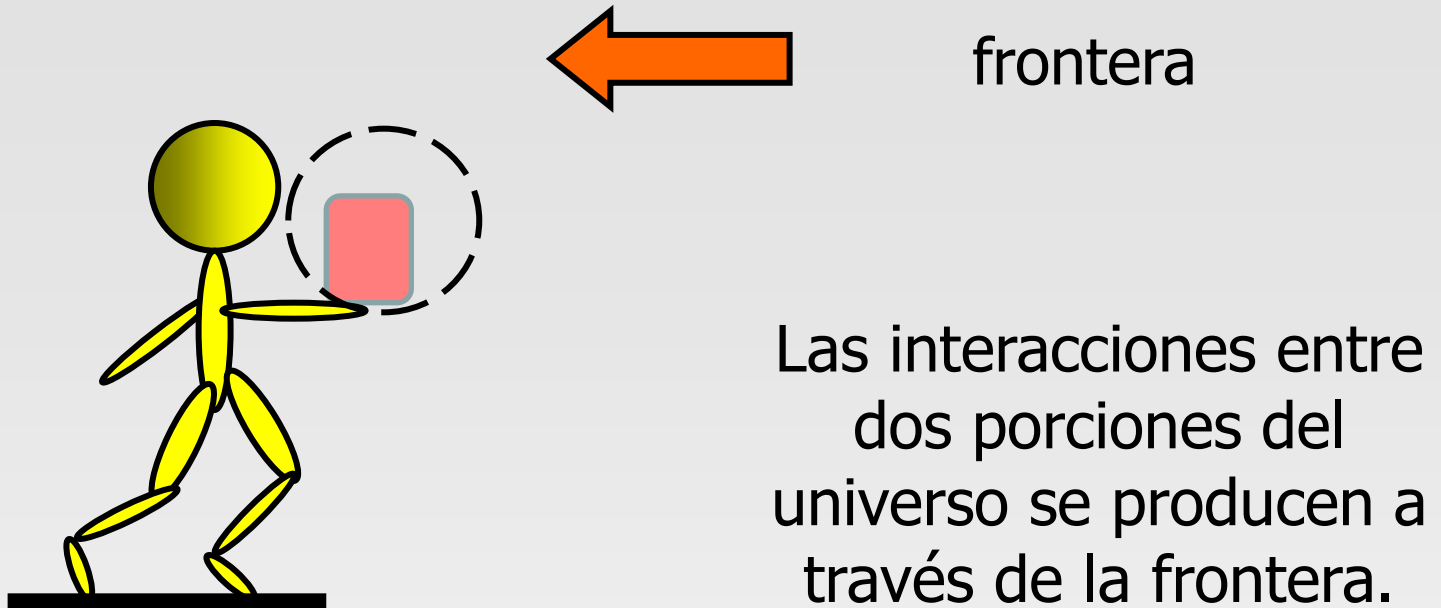 frontera
Las interacciones entre
dos porciones del
universo se producen a
través de la frontera.